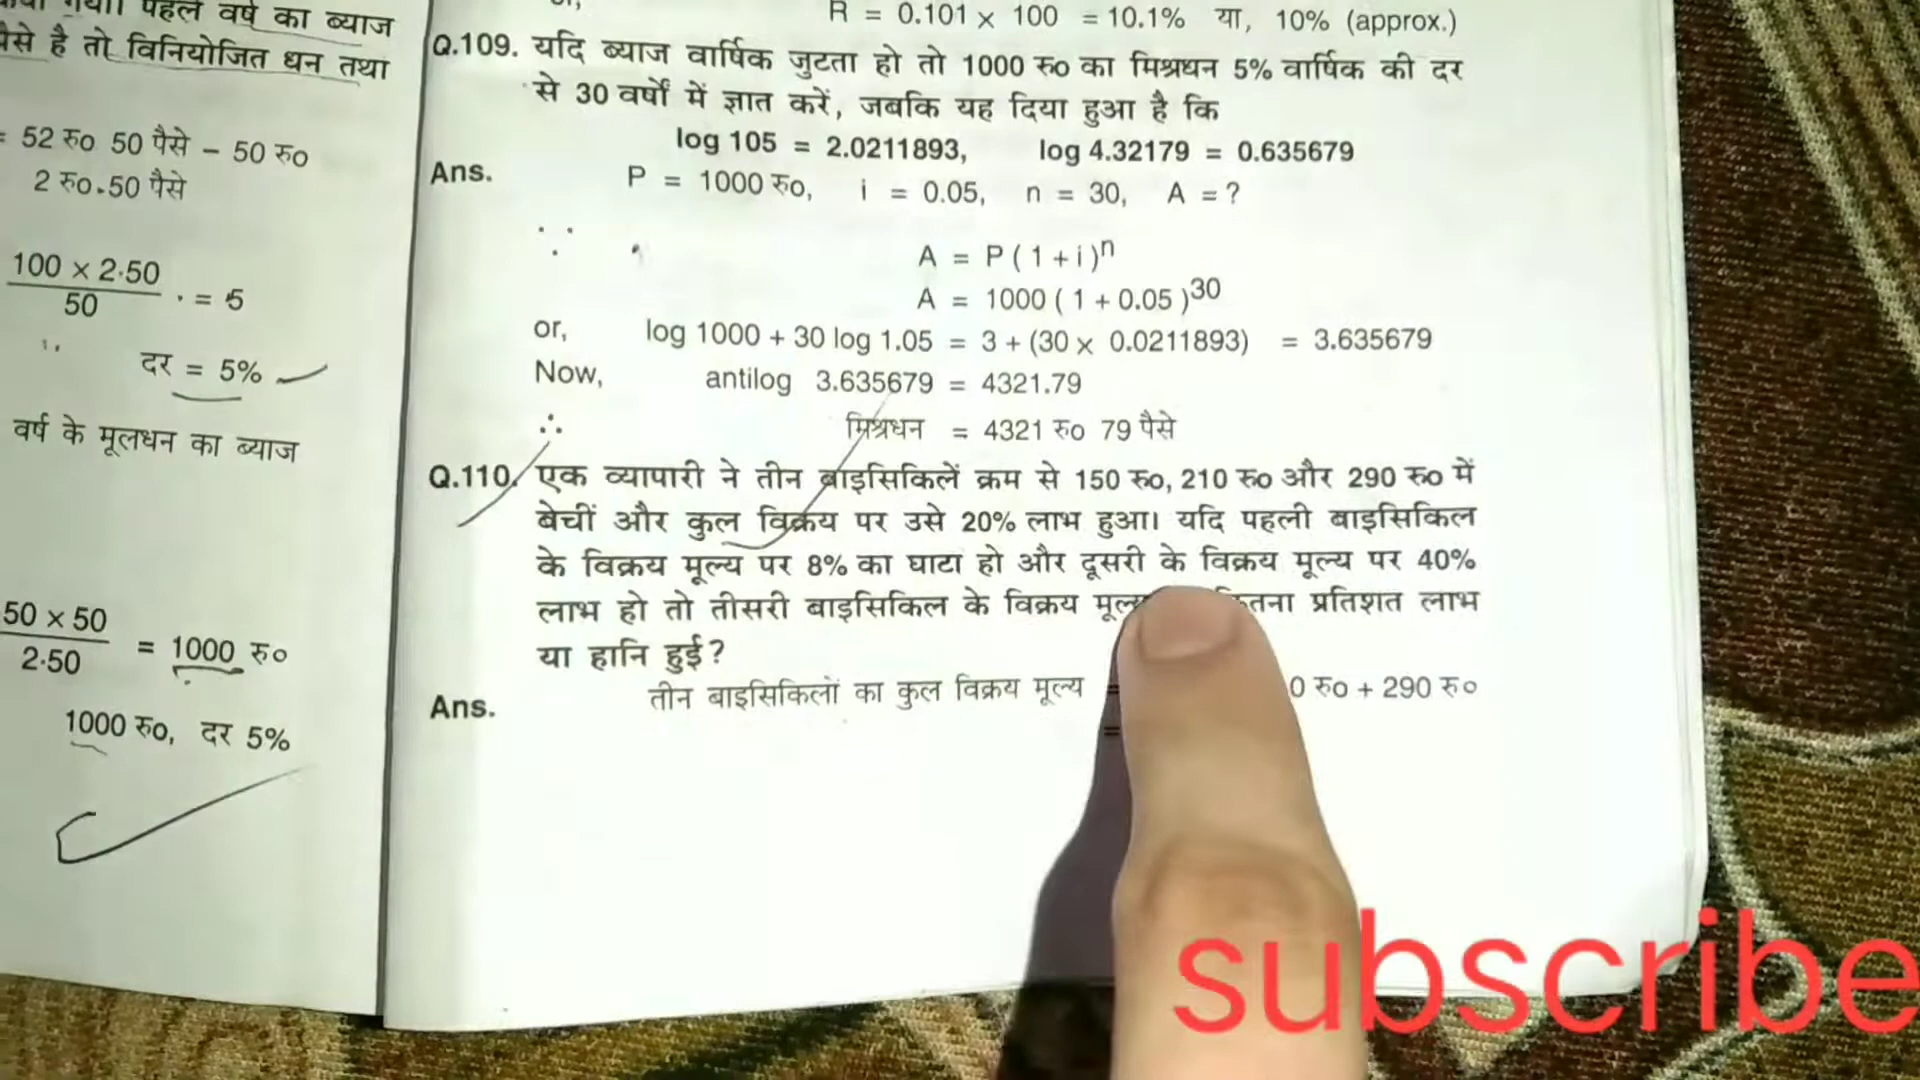 पहले वर्ष का ब्याज
पैसे है तो विनियोजित धन तथा
= 52 रु० 50 पैसे – 50 रु०
2 रु०.50 पैसे
100 × 2·50
50
= 5
दर = 5%
वर्ष के मूलधन का ब्याज
50 × 50
2·50
= 1000 रु०
1000 रु०, दर 5%
R = 0.101 × 100 = 10.1% या, 10% (approx.)
Q.109. यदि ब्याज वार्षिक जुटता हो तो 1000 रु० का मिश्रधन 5% वार्षिक की दर
से 30 वर्षों में ज्ञात करें, जबकि यह दिया हुआ है कि
log 105 = 2.0211893, log 4.32179 = 0.635679
Ans. P = 1000 रु०, i = 0.05, n = 30, A = ?
∵ A = P ( 1 + i )ⁿ
A = 1000 ( 1 + 0.05 )³⁰
or, log 1000 + 30 log 1.05 = 3 + (30 × 0.0211893) = 3.635679
Now, antilog 3.635679 = 4321.79
∴ मिश्रधन = 4321 रु० 79 पैसे
Q.110. एक व्यापारी ने तीन बाइसिकिलें क्रम से 150 रु०, 210 रु० और 290 रु० में
बेचीं और कुल विक्रय पर उसे 20% लाभ हुआ। यदि पहली बाइसिकिल
के विक्रय मूल्य पर 8% का घाटा हो और दूसरी के विक्रय मूल्य पर 40%
लाभ हो तो तीसरी बाइसिकिल के विक्रय प्रतिशत लाभ
या हानि हुई?
Ans. तीन बाइसिकिलों का कुल विक्रय मूल्य = 0 रु० + 290 रु०
=
subscribe